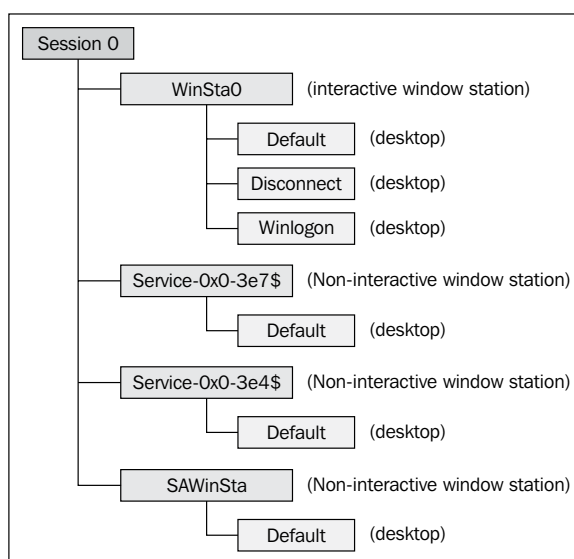 Session 0
WinSta0 (interactive window station)
Default (desktop)
Disconnect (desktop)
Winlogon (desktop)
Service-0x0-3e7$ (Non-interactive window station)
Default (desktop)
Service-0x0-3e4$ (Non-interactive window station)
Default (desktop)
SAWinSta (Non-interactive window station)
Default (desktop)